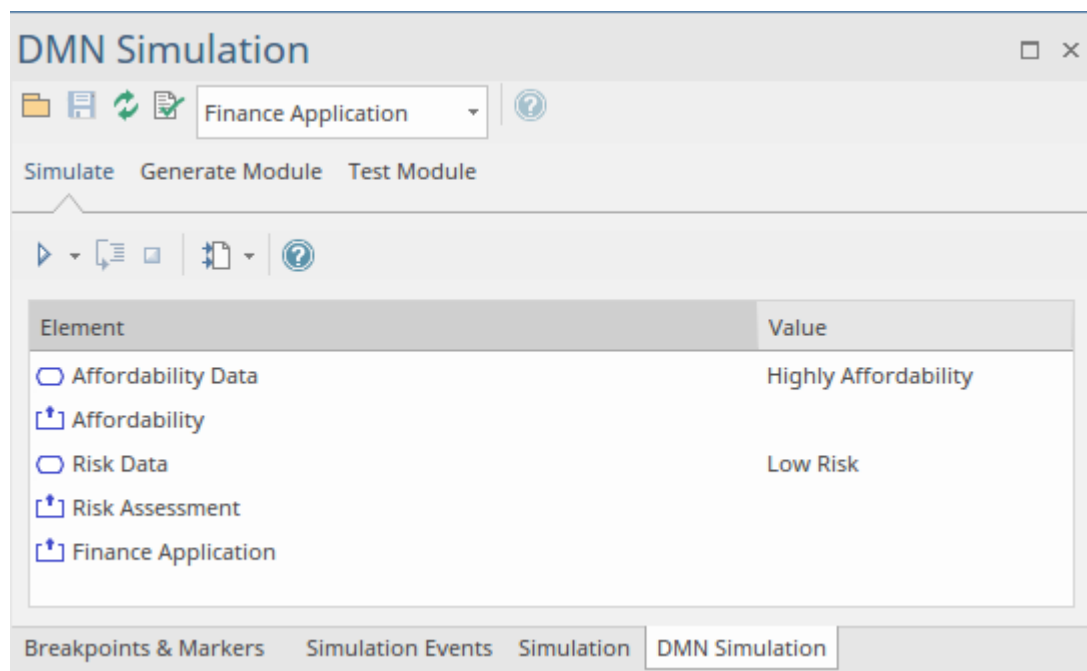 DMN Simulation
Finance Application
Simulate Generate Module Test Module
Element Value
Affordability Data Highly Affordability
Affordability
Risk Data Low Risk
Risk Assessment
Finance Application
Breakpoints & Markers Simulation Events Simulation DMN Simulation